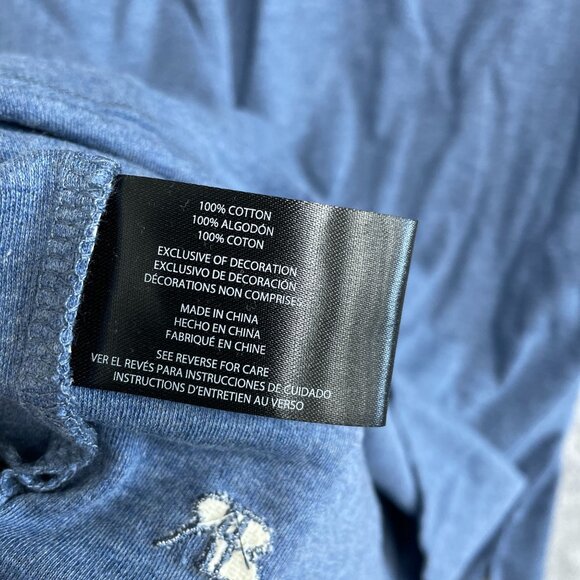 100% COTTON
100% ALGODÓN
100% COTON
EXCLUSIVE OF DECORATION
EXCLUSIVO DE DECORACIÓN
DÉCORATIONS NON COMPRISES
MADE IN CHINA
HECHO EN CHINA
FABRIQUÉ EN CHINE
SEE REVERSE FOR CARE
VER EL REVÉS PARA INSTRUCCIONES DE CUIDADO
INSTRUCTIONS D'ENTRETIEN AU VERSO